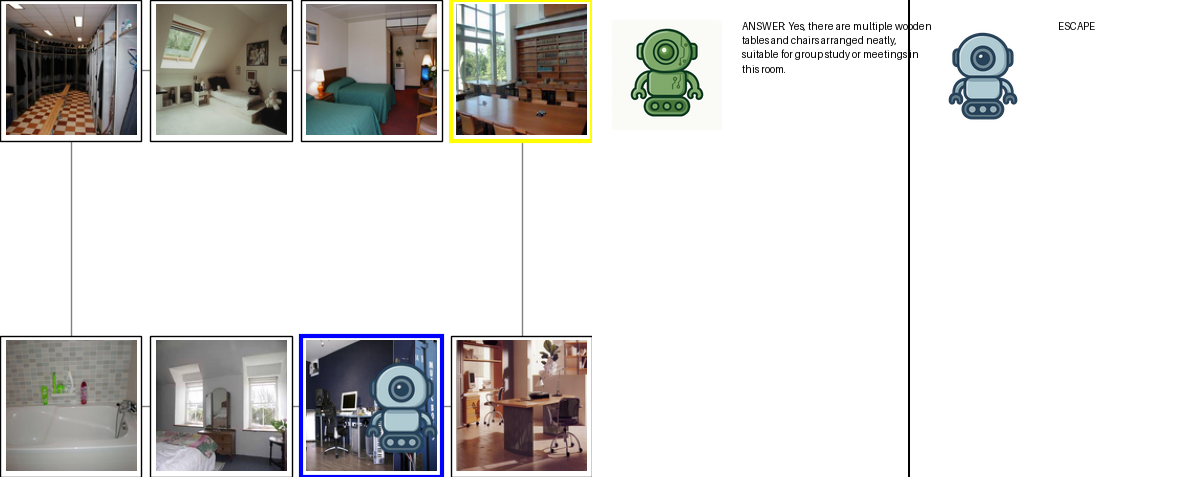 ANSWER: Yes, there are multiple wooden
tables and chairs arranged neatly,
suitable for group study or meetings in
this room.
ESCAPE